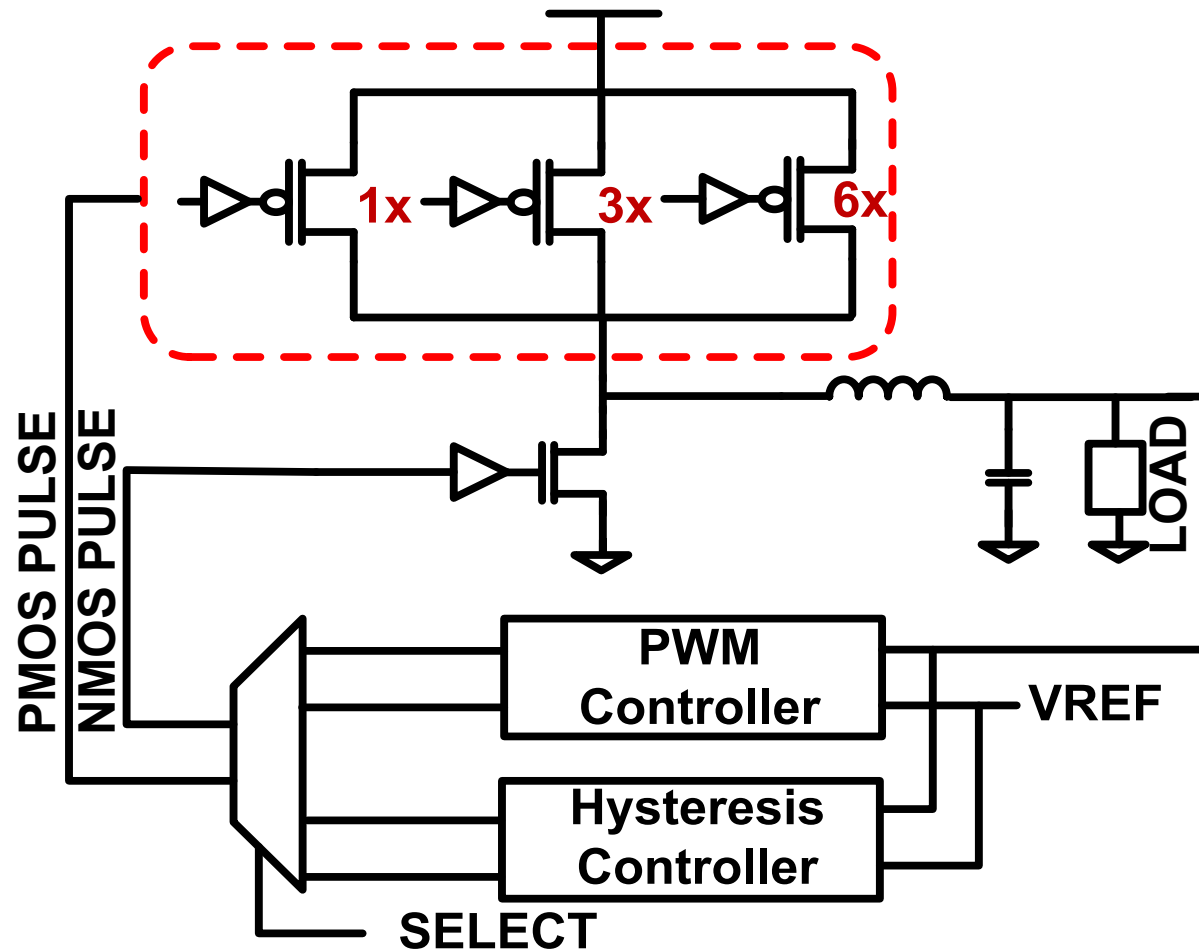 1x
3x
6x
PMOS PULSE
NMOS PULSE
LOAD
PWM
Controller
VREF
Hysteresis
Controller
SELECT